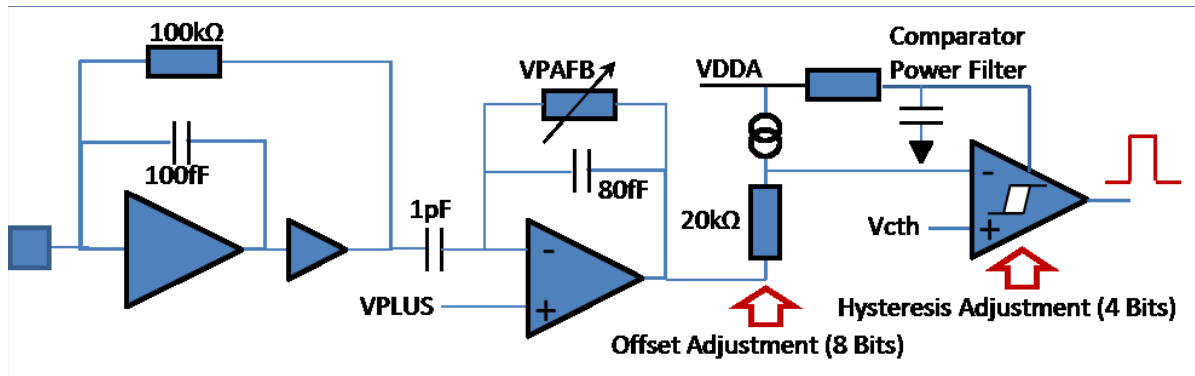 100kΩ
100fF
1pF
VPLUS
VPAFB
80fF
-
+
VDDA
20kΩ
Offset Adjustment (8 Bits)
Comparator
Power Filter
-
Vcth
+
Hysteresis Adjustment (4 Bits)